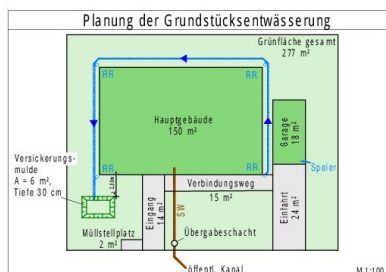 Planung der Grundstücksentwässerung
Grünfläche gesamt
277 m²
RR
RR
Hauptgebäude
150 m²
Garage
18 m²
Versickerungs-
mulde
A = 6 m²,
Tiefe 30 cm
RR
RR
Speier
Verbindungsweg
15 m²
Eingang
14 m²
SW
Einfahrt
24 m²
Müllstellplatz
2 m²
Übergabeschacht
Öffentl. Kanal
M 1:100